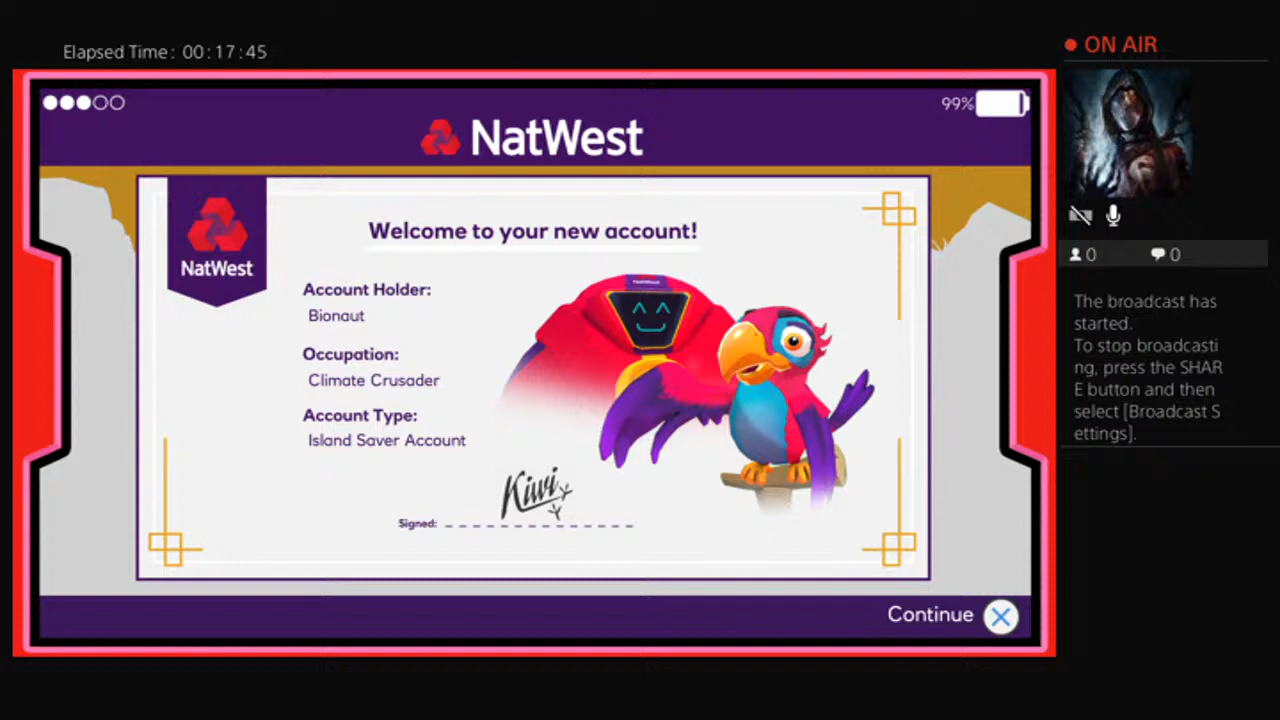 Elapsed Time: 00:17:45
ON AIR
99%
NatWest
NatWest
Welcome to your new account!
Account Holder:
Bionaut
NatWest
Occupation:
Climate Crusader
Account Type:
Island Saver Account
Kiwi
Signed:
Continue
0 0
The broadcast has
started.
To stop broadcasti
ng, press the SHAR
E button and then
select [Broadcast S
ettings].